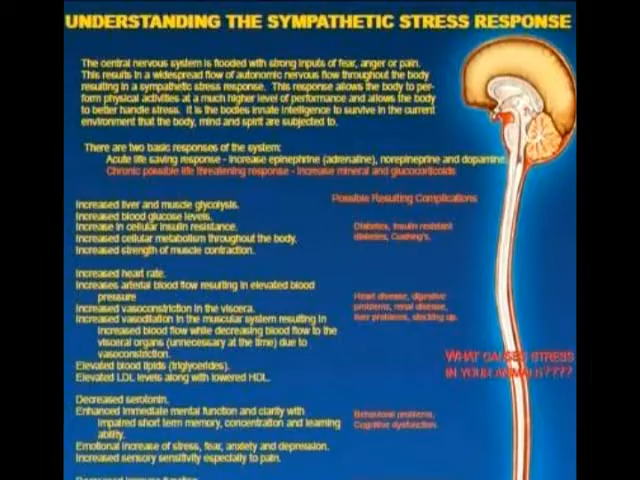 UNDERSTANDING THE SYMPATHETIC STRESS RESPONSE
The central nervous system is flooded with strong inputs of fear, anger or pain.
This results in a widespread flow of autonomic nervous flow throughout the body
resulting in a sympathetic stress response. This response allows the body to per-
form physical activities at a much higher level of performance and allows the body
to better handle stress. It is the bodies innate intelligence to survive in the current
environment that the body, mind and spirit are subjected to.
There are two basic responses of the system:
Acute life saving response - increase epinephrine (adrenaline), norepineprine and dopamine
Chronic possible life threatening response - increase mineral and glucocorticoids
Possible Resulting Complications
Increased liver and muscle glycolysis.
Increased blood glucose levels.
Increase in cellular insulin resistance.
Increased cellular metabolism throughout the body.
Increased strength of muscle contraction.
Diabetics, insulin resistant
diabetics, Cushing's.
Increased heart rate.
Increases arterial blood flow resulting in elevated blood
pressure
Increased vasoconstriction in the viscera.
Increased vasodilitation in the muscular system resulting in
increased blood flow while decreasing blood flow to the
visceral organs (unnecessary at the time) due to
vasoconstriction.
Elevated blood lipids (triglycerides).
Elevated LDL levels along with lowered HDL.
Heart disease, digestive
problems, renal disease,
liver problems, stocking up.
WHAT CAUSES STRESS
IN YOUR ANIMALS????
Decreased serotonin.
Enhanced immediate mental function and clarity with
impaired short term memory, concentration and learning
ability.
Emotional increase of stress, fear, anxiety and depression.
Increased sensory sensitivity especially to pain.
Behavioral problems,
Cognitive dysfunction.